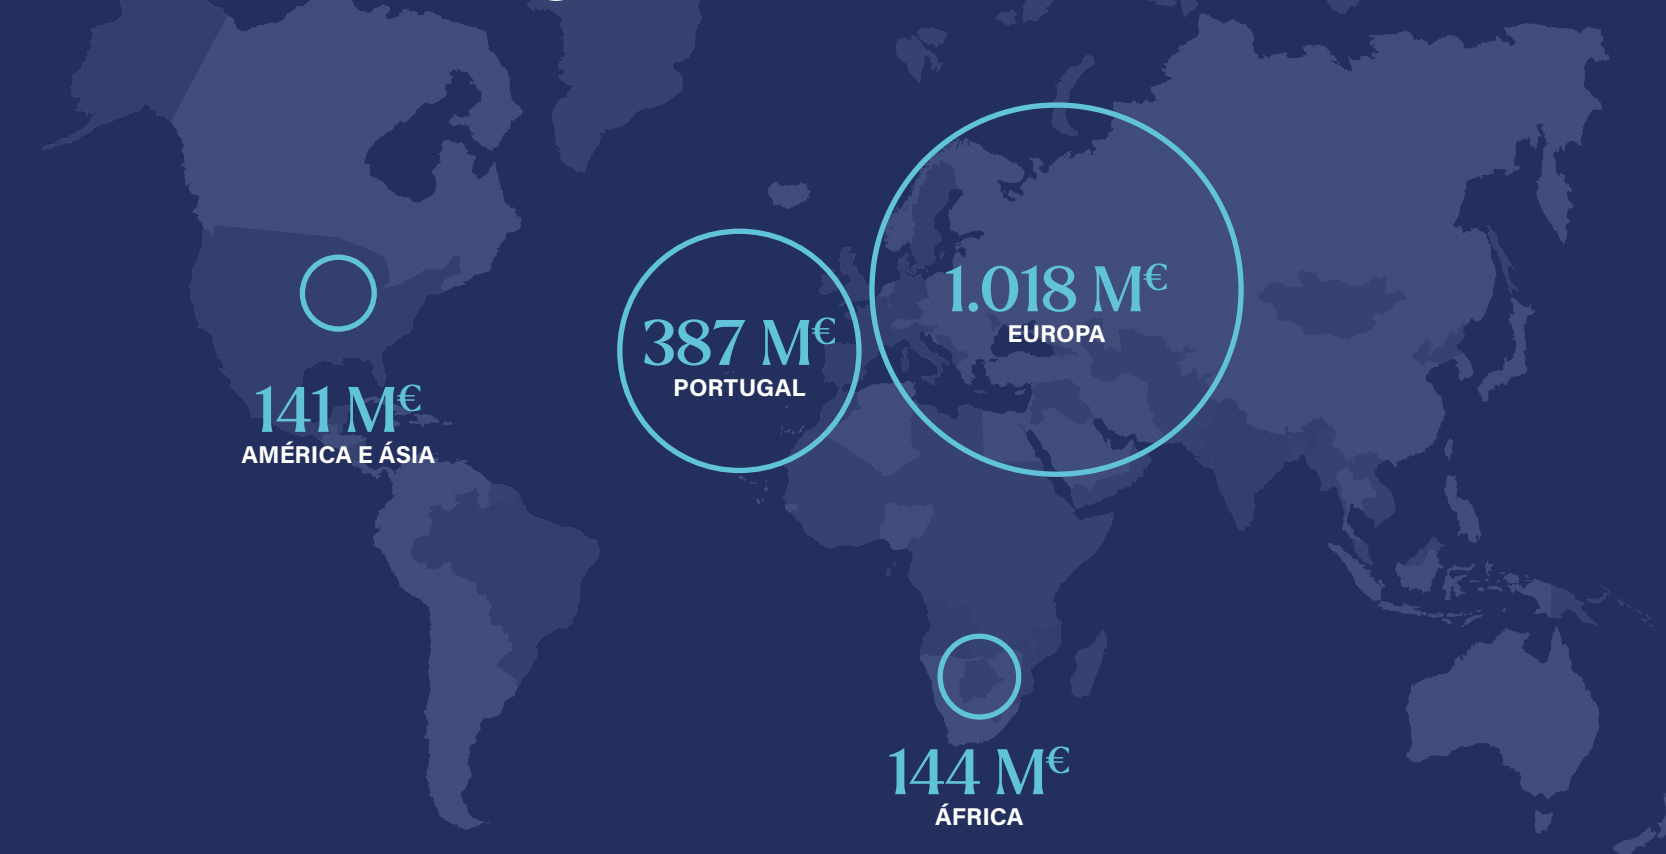 1.018 M€
EUROPA
387 M€
PORTUGAL
141 M€
AMÉRICA E ÁSIA
144 M€
ÁFRICA